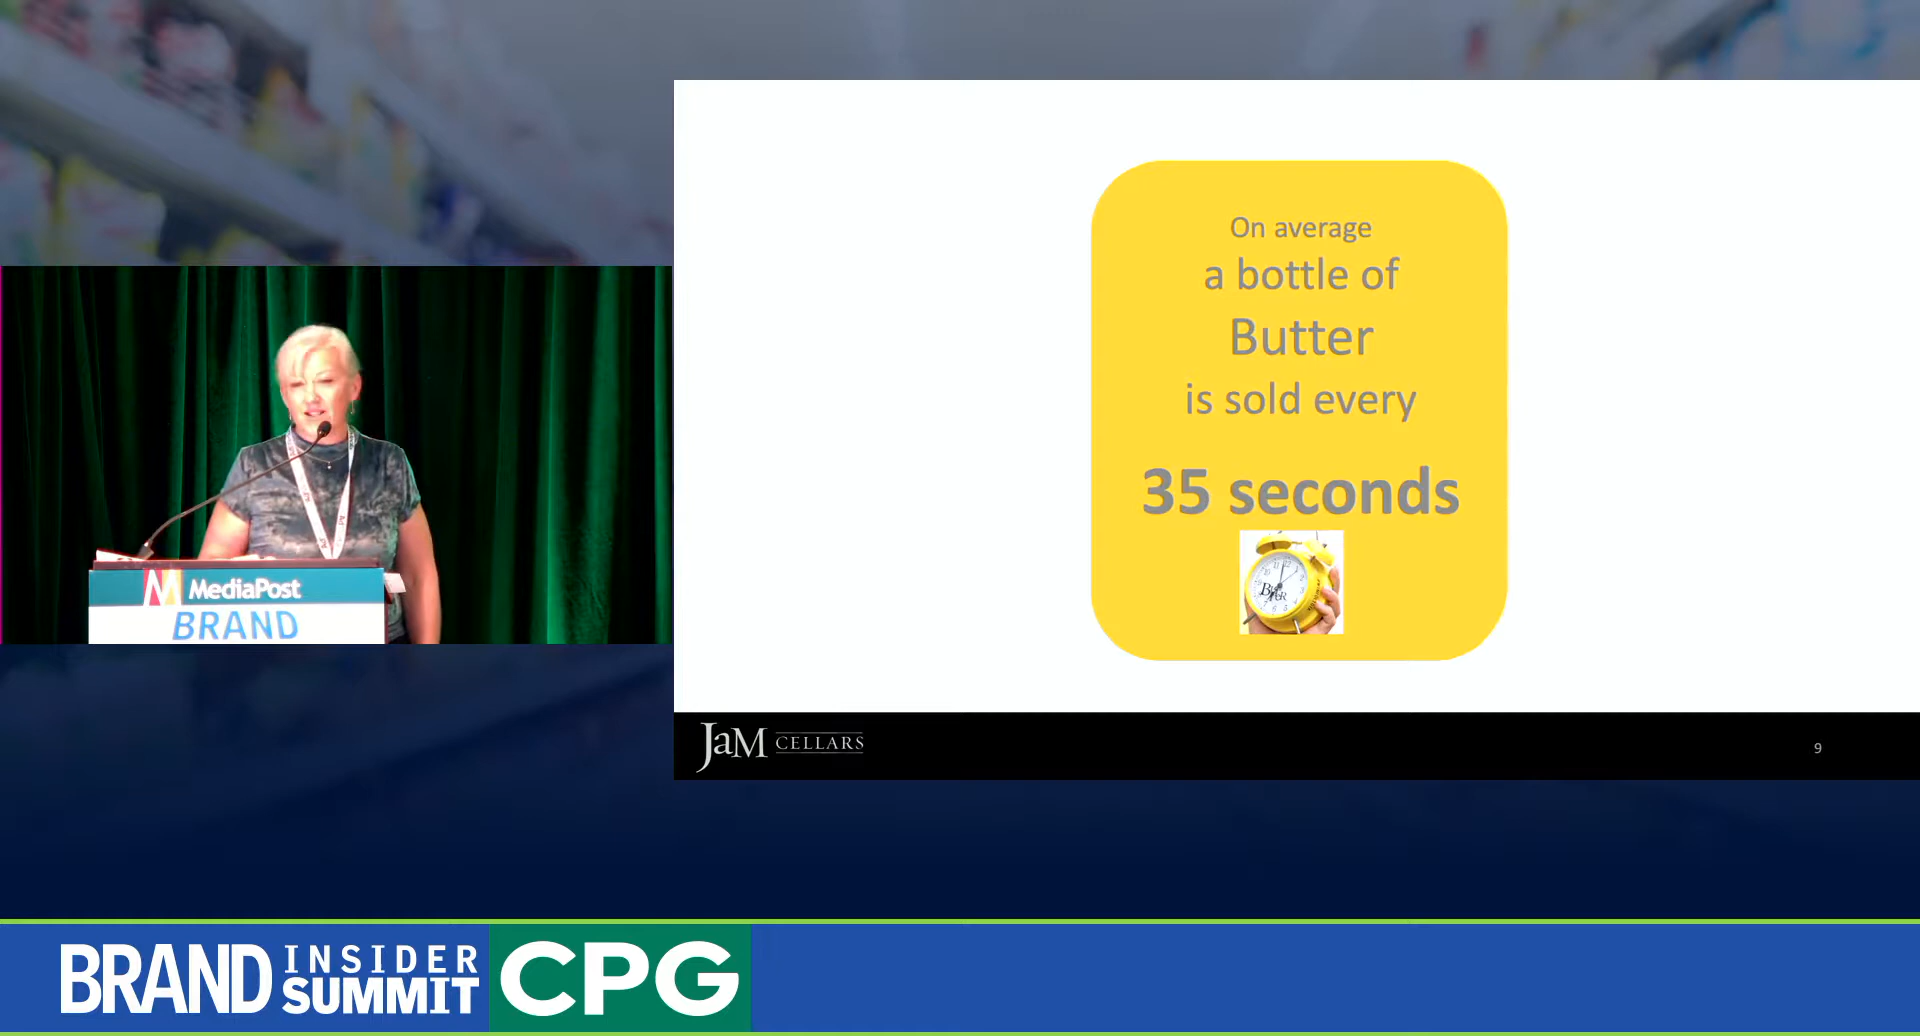 On average
a bottle of
Butter
is sold every
35 seconds
MediaPost
BRAND
JaM CELLARS
9
BRAND INSIDER SUMMIT CPG